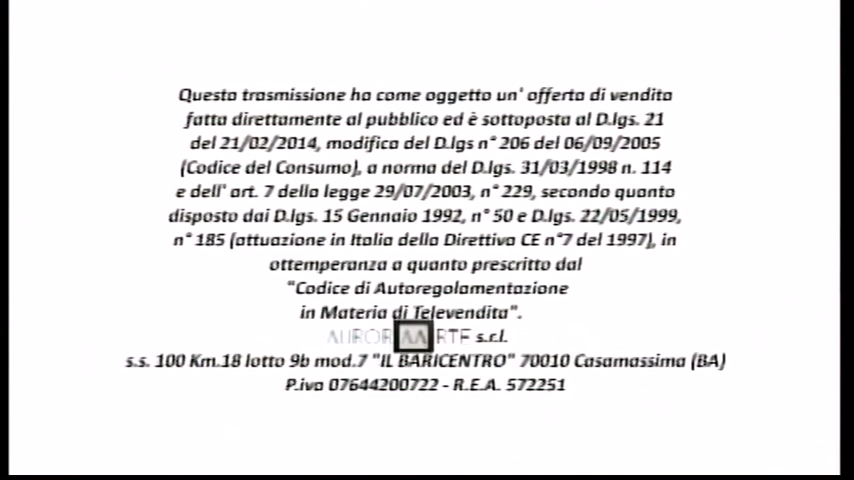 Questa trasmissione ha come oggetto un' offerta di vendita
fatta direttamente al pubblico ed è sottoposta al D.lgs. 21
del 21/02/2014, modifica del D.lgs n° 206 del 06/09/2005
(Codice del Consumo), a norma del D.lgs. 31/03/1998 n. 114
e dell' art. 7 della legge 29/07/2003, n° 229, secondo quanto
disposto dai D.lgs. 15 Gennaio 1992, n° 50 e D.lgs. 22/05/1999,
n° 185 (attuazione in Italia della Direttiva CE n°7 del 1997), in
ottemperanza a quanto prescritto dal
"Codice di Autoregolamentazione
in Materia di Televendita".
AURORAARTE s.r.l.
s.s. 100 Km.18 lotto 9b mod.7 "IL BARICENTRO" 70010 Casamassima (BA)
P.iva 07644200722 - R.E.A. 572251